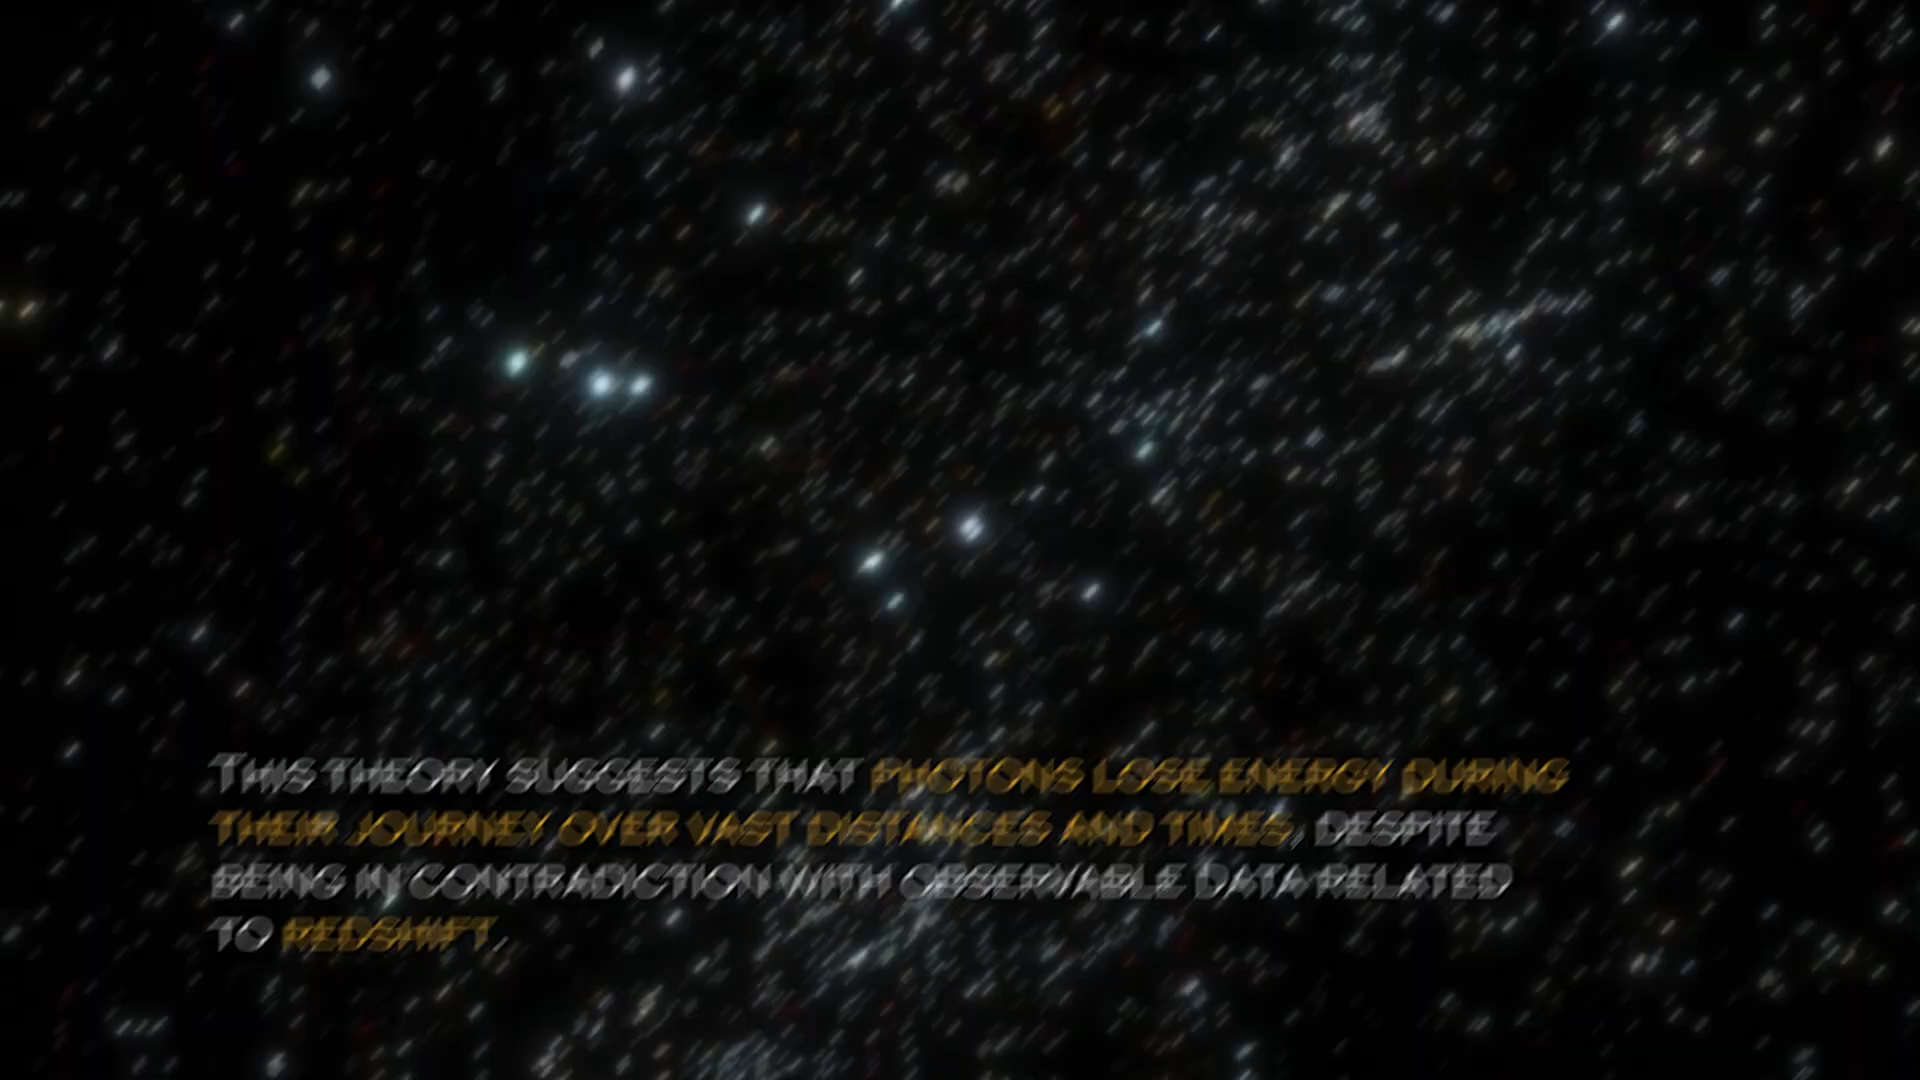 This theory suggests that photons lose energy during
their journey over vast distances and times, despite
being in contradiction with observable data related
to redshift.